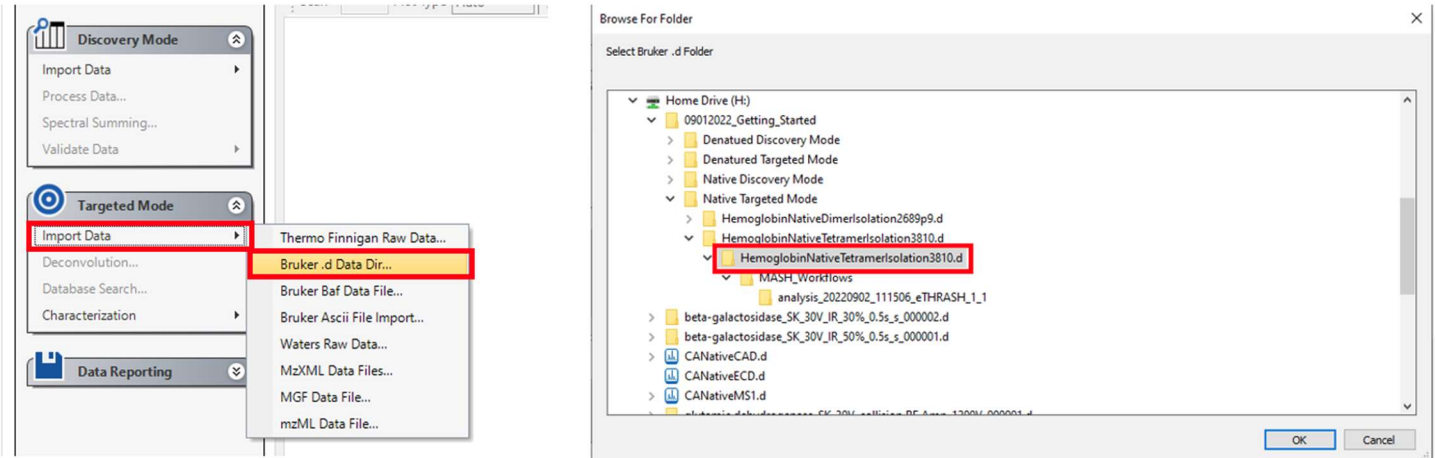 Discovery Mode
Import Data
Process Data...
Spectral Summing...
Validate Data
Targeted Mode
Import Data
Deconvolution...
Database Search...
Characterization
Data Reporting
Thermo Finnigan Raw Data...
Bruker .d Data Dir...
Bruker Baf Data File...
Bruker Ascii File Import...
Waters Raw Data...
MzXML Data Files...
MGF Data File...
mzML Data File...
Browse For Folder
Select Bruker .d Folder
Home Drive (H:)
09012022_Getting_Started
Denatued Discovery Mode
Denatured Targeted Mode
Native Discovery Mode
Native Targeted Mode
HemoglobinNativeDimerIsolation2689p9.d
HemoglobinNativeTetramerIsolation3810.d
HemoglobinNativeTetramerIsolation3810.d
MASH_Workflows
analysis_20220902_111506_eTHRASH_1_1
beta-galactosidase_SK_30V_IR_30%_0.5s_s_000002.d
beta-galactosidase_SK_30V_IR_50%_0.5s_s_000001.d
CANativeCAD.d
CANativeECD.d
CANativeMS1.d
OK Cancel